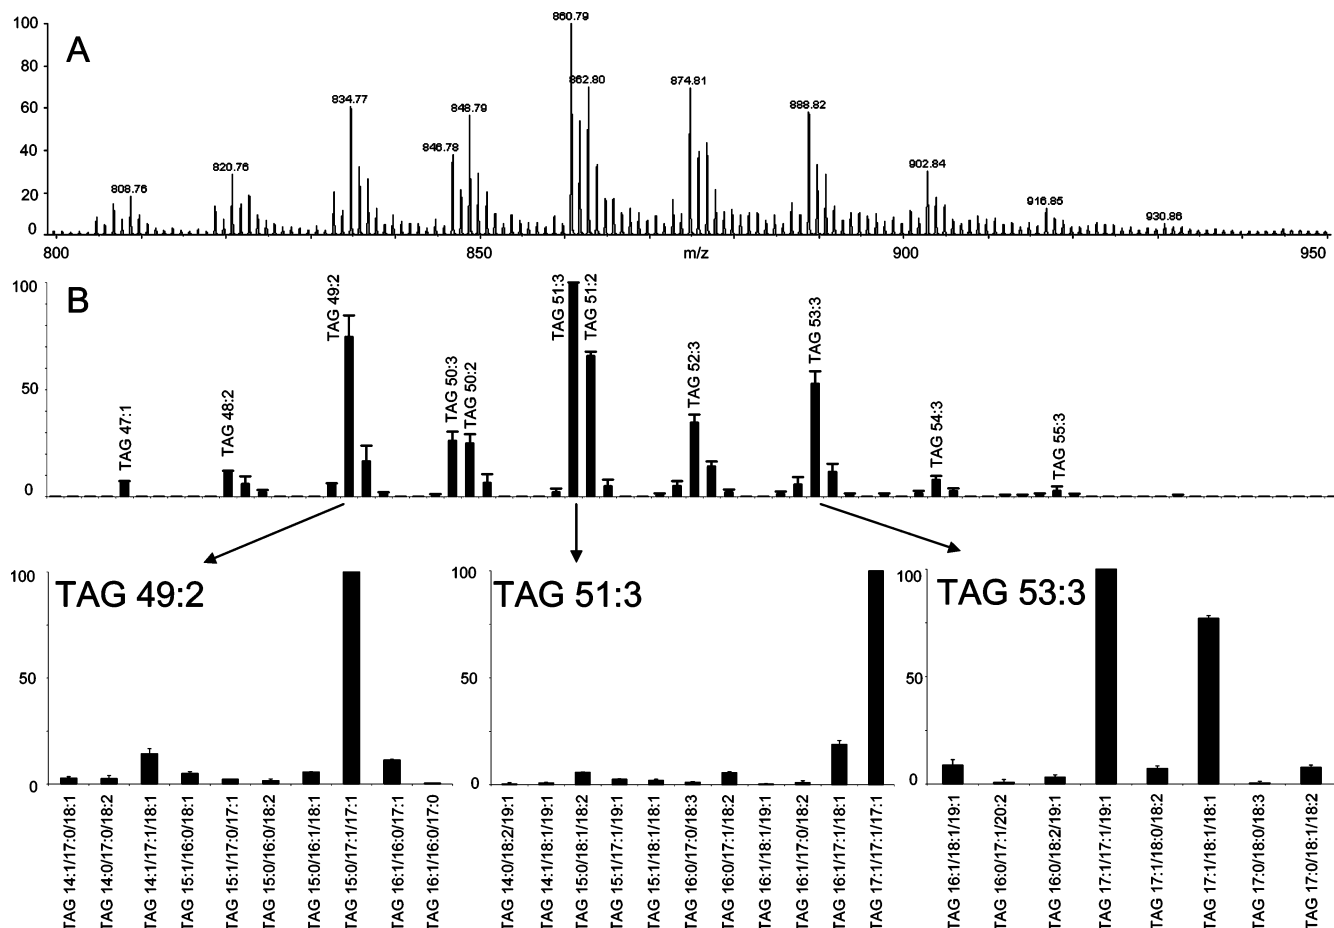 100
80
60
40
20
0
A
808.76
820.76
834.77
846.78
848.79
860.79
862.80
874.81
888.82
902.84
916.85
930.86
800
850
m/z
900
950
100
50
0
B
TAG 47:1
TAG 48:2
TAG 49:2
TAG 50:3
TAG 50:2
TAG 51:3
TAG 51:2
TAG 52:3
TAG 53:3
TAG 54:3
TAG 55:3
100
50
0
TAG 49:2
TAG 14:1/17:0/18:1
TAG 14:0/17:0/18:2
TAG 14:1/17:1/18:1
TAG 15:1/16:0/18:1
TAG 15:1/17:0/17:1
TAG 15:0/16:0/18:2
TAG 15:0/16:1/18:1
TAG 15:0/17:1/17:1
TAG 16:1/16:0/17:1
TAG 16:1/16:0/17:0
100
50
0
TAG 51:3
TAG 14:0/18:2/19:1
TAG 14:1/18:1/19:1
TAG 15:0/18:1/18:2
TAG 15:1/17:1/19:1
TAG 15:1/18:1/18:1
TAG 16:0/17:0/18:3
TAG 16:0/17:1/18:2
TAG 16:1/18:1/19:1
TAG 16:1/17:0/18:2
TAG 16:1/17:1/18:1
TAG 17:1/17:1/17:1
100
50
0
TAG 53:3
TAG 16:1/18:1/19:1
TAG 16:0/17:1/20:2
TAG 16:0/18:2/19:1
TAG 17:1/17:1/19:1
TAG 17:1/18:0/18:2
TAG 17:1/18:1/18:1
TAG 17:0/18:0/18:3
TAG 17:0/18:1/18:2